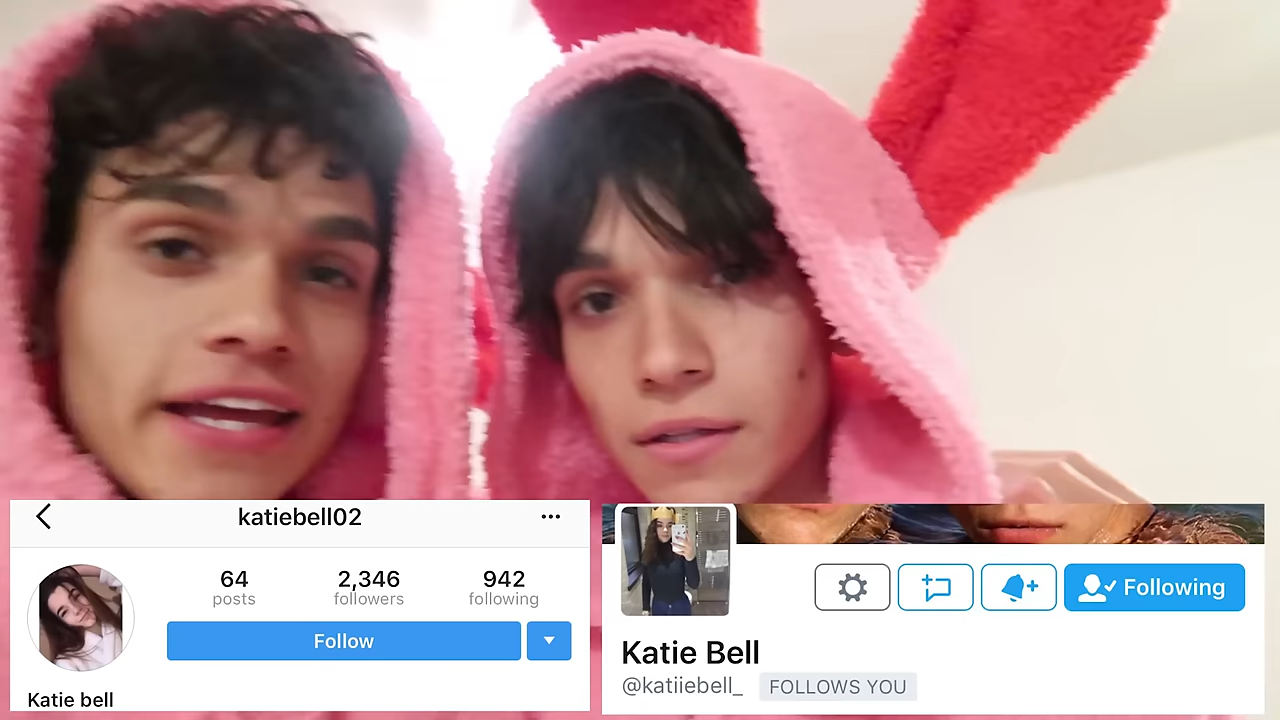 katiebell02
64
2,346
942
posts
followers
following
Follow
Katie bell
Following
Katie Bell
@katiiebell_
FOLLOWS YOU